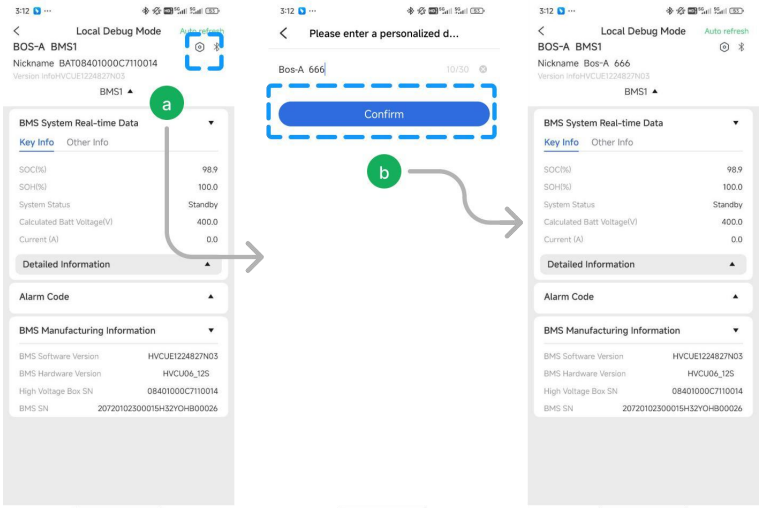 3:12 ...
Local Debug Mode
Auto refresh
BOS-A BMS1
Nickname BAT08401000C7110014
Version InfoHVCUE1224827N03
BMS1
BMS System Real-time Data
Key Info Other Info
SOC(%) 98.9
SOH(%) 100.0
System Status Standby
Calculated Batt Voltage(V) 400.0
Current (A) 0.0
Detailed Information
Alarm Code
BMS Manufacturing Information
BMS Software Version HVCUE1224827N03
BMS Hardware Version HVCU06_12S
High Voltage Box SN 08401000C7110014
BMS SN 20720102300015H32YOHB00026
a
3:12 ...
Please enter a personalized d...
Bos-A 666 10/30
Confirm
b
3:12 ...
Local Debug Mode
Auto refresh
BOS-A BMS1
Nickname Bos-A 666
Version InfoHVCUE1224827N03
BMS1
BMS System Real-time Data
Key Info Other Info
SOC(%) 98.9
SOH(%) 100.0
System Status Standby
Calculated Batt Voltage(V) 400.0
Current (A) 0.0
Detailed Information
Alarm Code
BMS Manufacturing Information
BMS Software Version HVCUE1224827N03
BMS Hardware Version HVCU06_12S
High Voltage Box SN 08401000C7110014
BMS SN 20720102300015H32YOHB00026